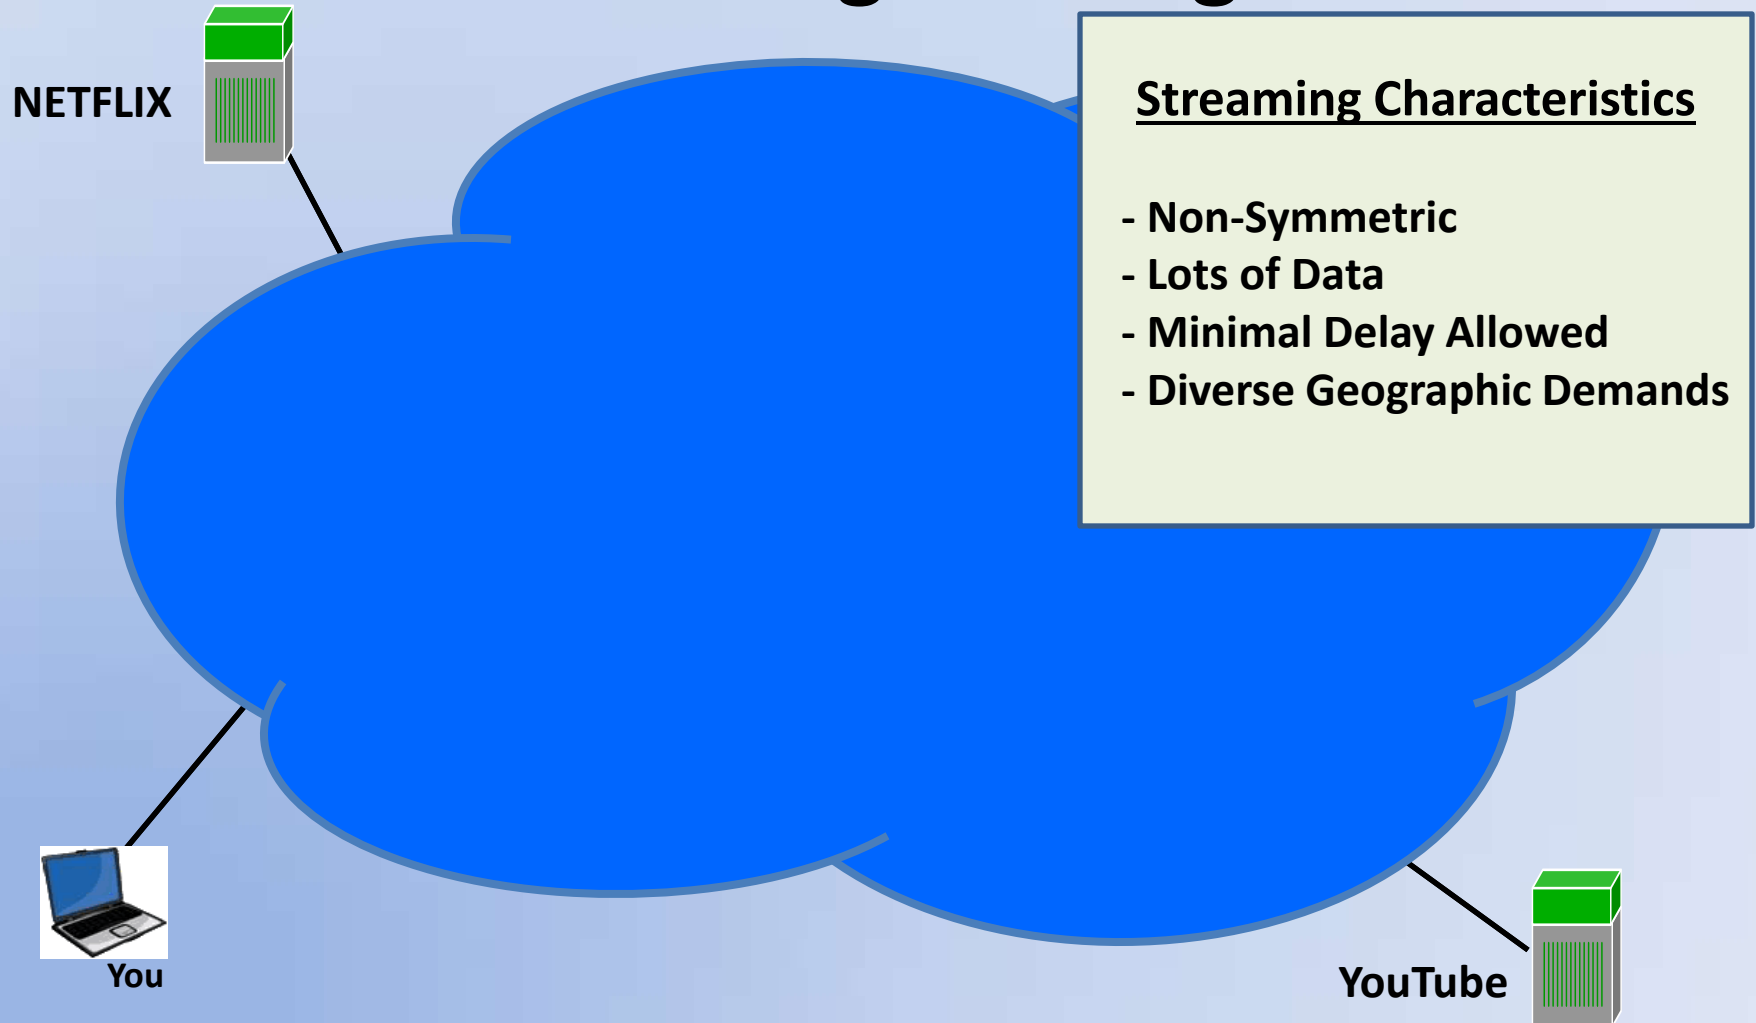 NETFLIX
Streaming Characteristics
- Non-Symmetric
- Lots of Data
- Minimal Delay Allowed
- Diverse Geographic Demands
You
YouTube